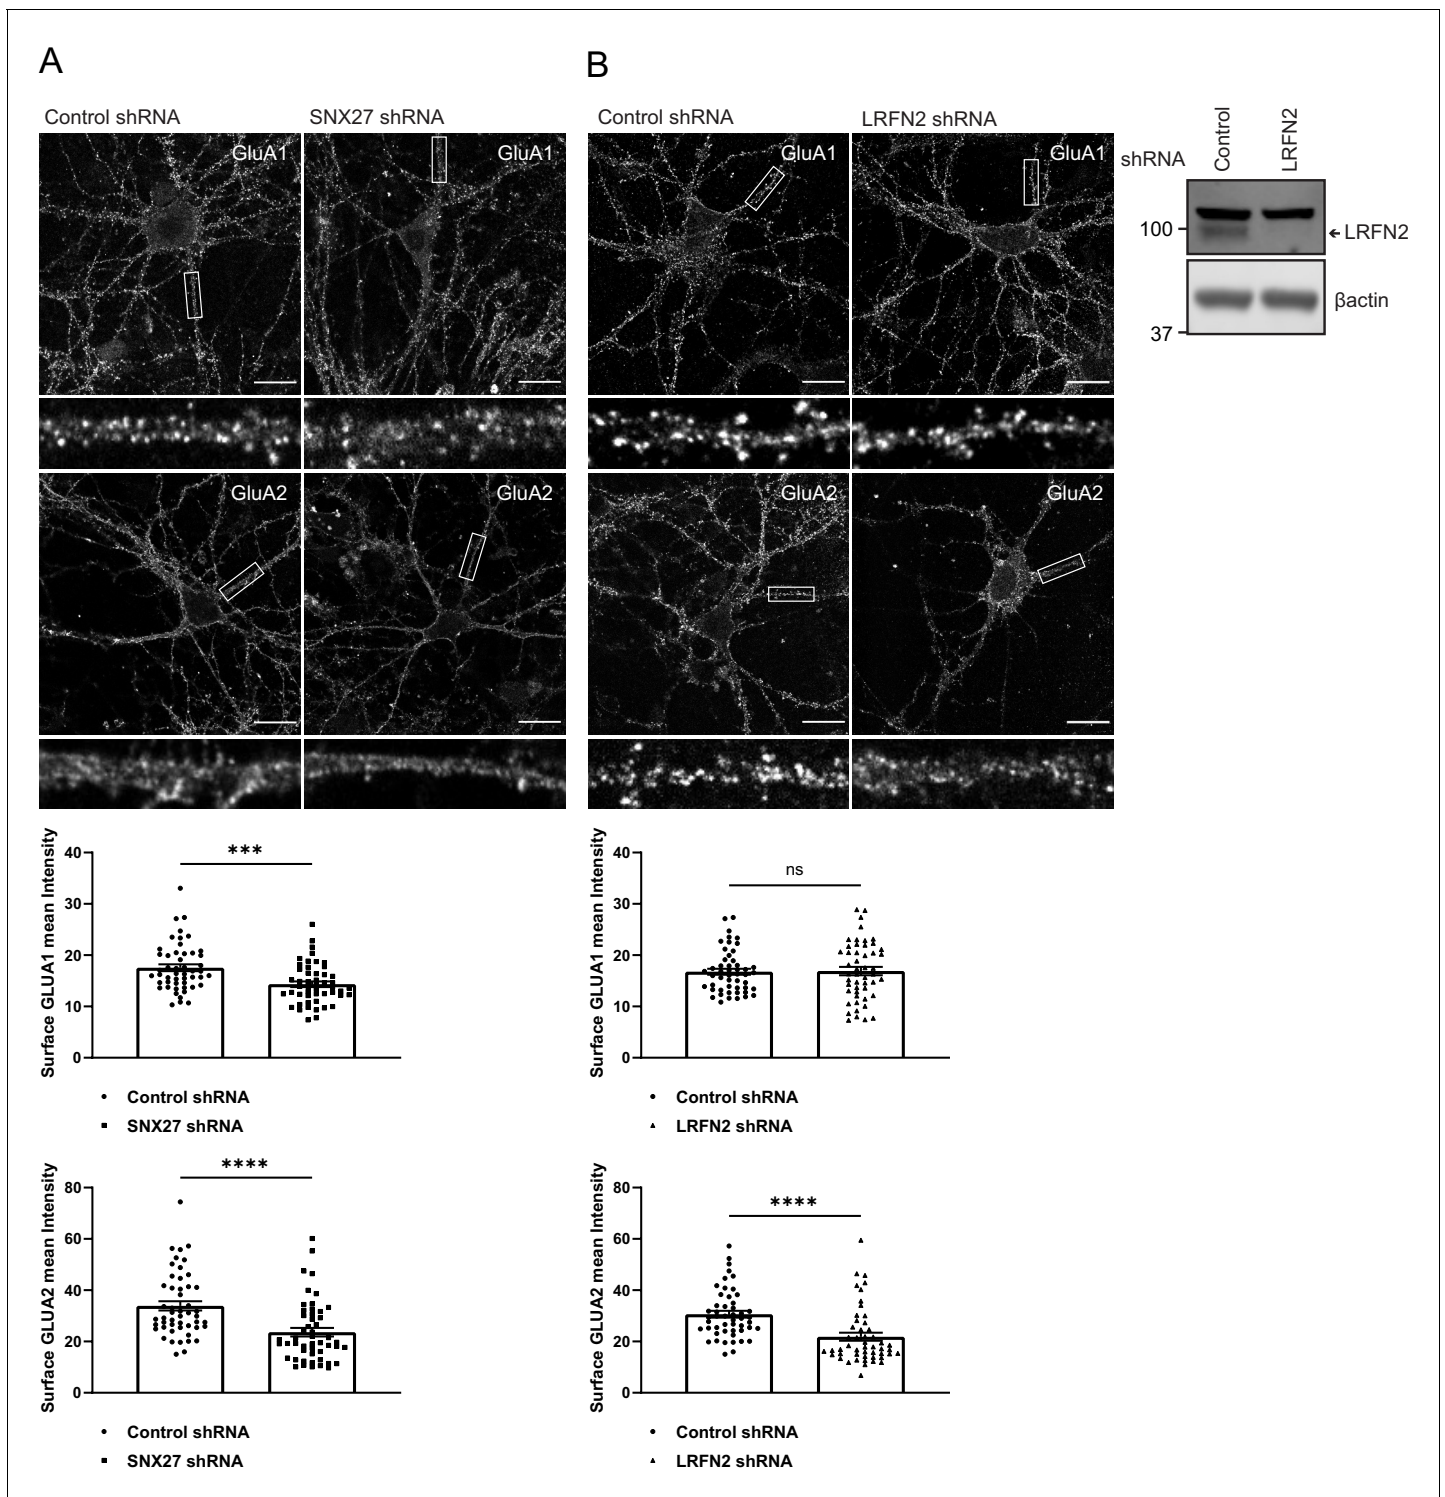 A
Control shRNA
SNX27 shRNA
GluA1
GluA1
GluA2
GluA2
Surface GLUA1 mean Intensity
40
30
20
10
0
***
Control shRNA
SNX27 shRNA
Surface GLUA2 mean Intensity
80
60
40
20
0
****
Control shRNA
SNX27 shRNA
B
Control shRNA
LRFN2 shRNA
GluA1
GluA1
GluA2
GluA2
shRNA
Control
LRFN2
100
LRFN2
βactin
37
Surface GLUA1 mean Intensity
40
30
20
10
0
ns
Control shRNA
LRFN2 shRNA
Surface GLUA2 mean Intensity
80
60
40
20
0
****
Control shRNA
LRFN2 shRNA